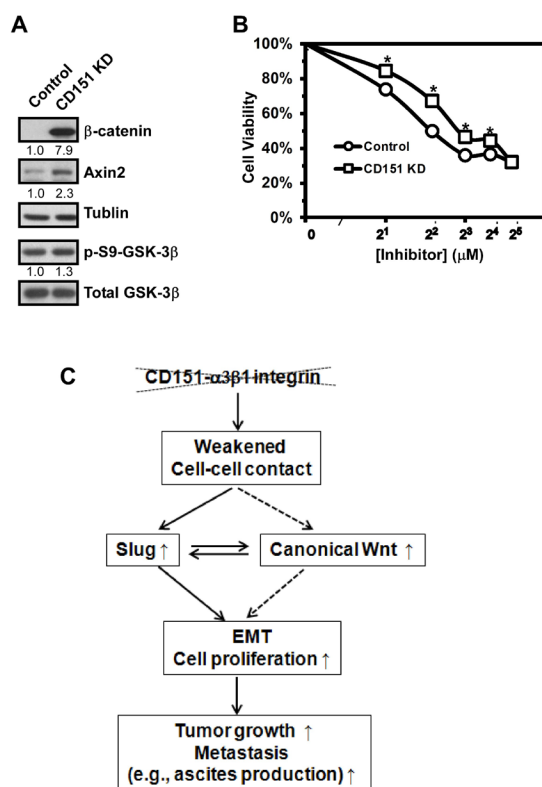 A
Control
CD151 KD
β-catenin
1.0 7.9
Axin2
1.0 2.3
Tublin
p-S9-GSK-3β
1.0 1.3
Total GSK-3β
B
100%
80%
60%
40%
20%
0%
Cell Viability
* * * *
Control
CD151 KD
0 2¹ 2² 2³ 2⁴ 2⁵
[Inhibitor] (μM)
C
CD151-α3β1 integrin
Weakened
Cell-cell contact
Slug ↑
Canonical Wnt ↑
EMT
Cell proliferation ↑
Tumor growth ↑
Metastasis
(e.g., ascites production) ↑